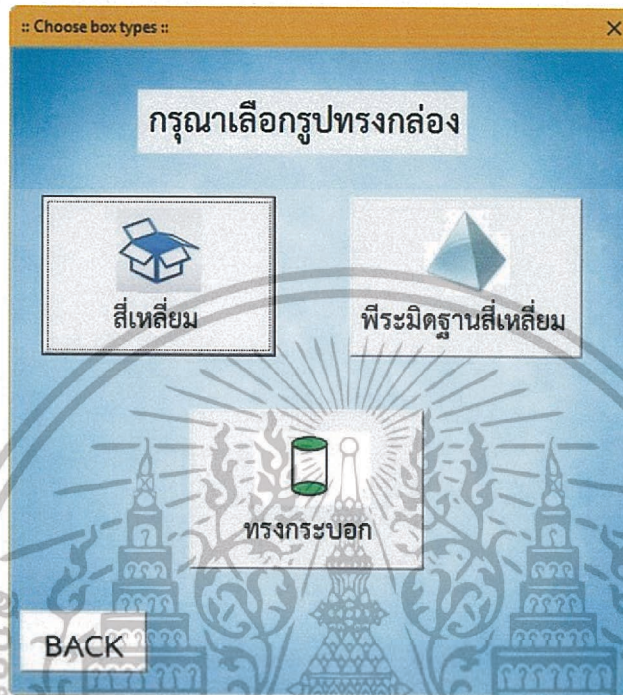 :: Choose box types ::
กรุณาเลือกรูปทรงกล่อง
สี่เหลี่ยม
พีระมิดฐานสี่เหลี่ยม
ทรงกระบอก
BACK